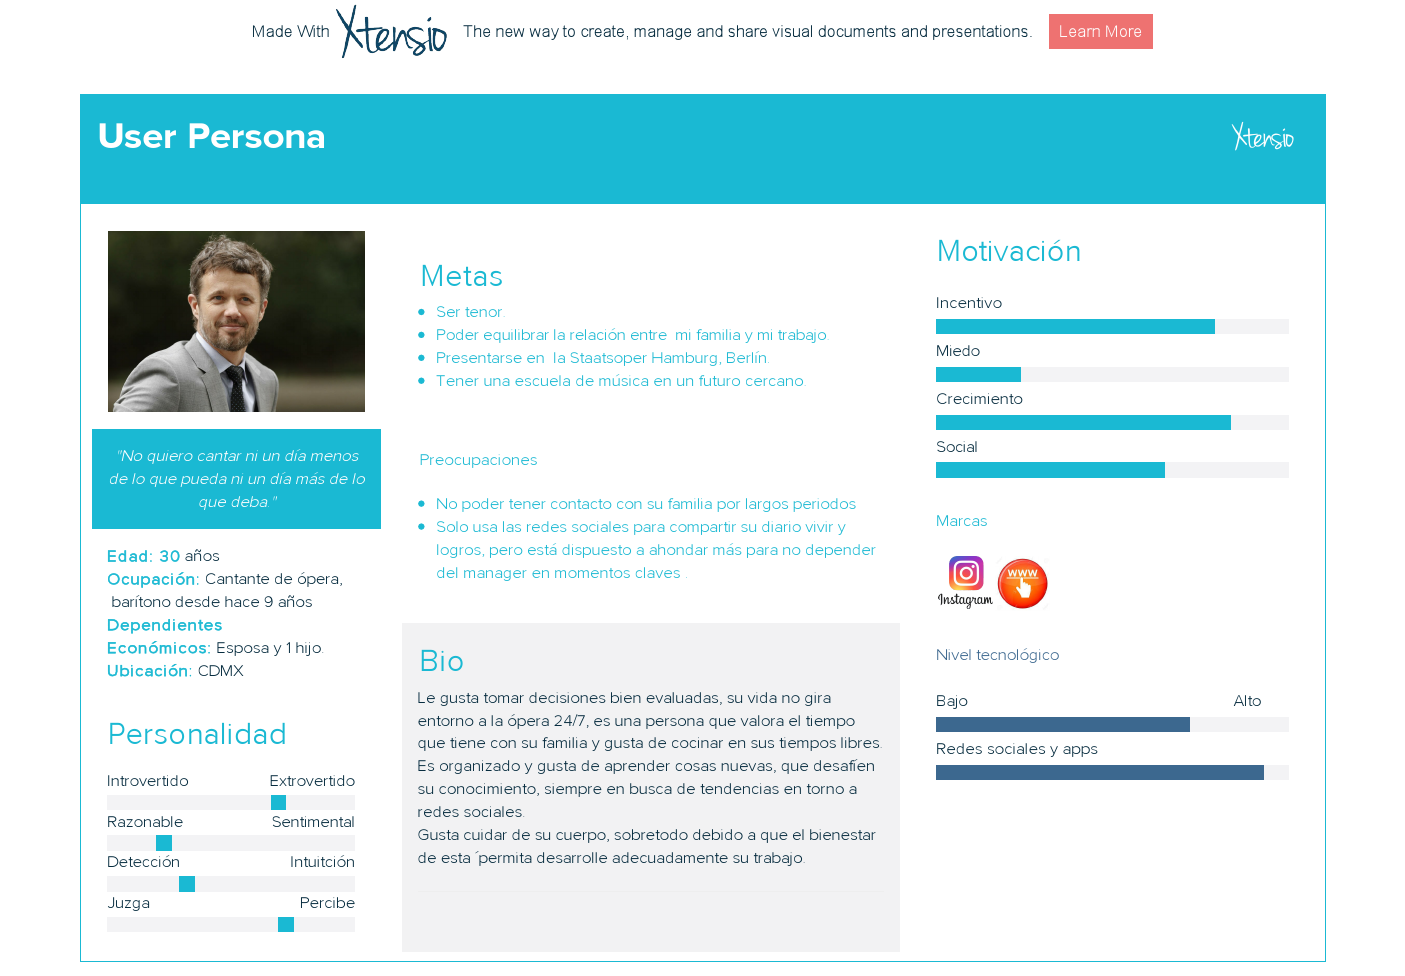 Made With Xtensio The new way to create, manage and share visual documents and presentations. Learn More
User Persona
Xtensio
"No quiero cantar ni un día menos
de lo que pueda ni un día más de lo
que deba."
Edad: 30 años
Ocupación: Cantante de ópera,
barítono desde hace 9 años
Dependientes
Económicos: Esposa y 1 hijo.
Ubicación: CDMX
Personalidad
Introvertido Extrovertido
Razonable Sentimental
Detección Intuitción
Juzga Percibe
Metas
Ser tenor.
Poder equilibrar la relación entre mi familia y mi trabajo.
Presentarse en la Staatsoper Hamburg, Berlín.
Tener una escuela de música en un futuro cercano.
Preocupaciones
No poder tener contacto con su familia por largos periodos
Solo usa las redes sociales para compartir su diario vivir y
logros, pero está dispuesto a ahondar más para no depender
del manager en momentos claves .
Bio
Le gusta tomar decisiones bien evaluadas, su vida no gira
entorno a la ópera 24/7, es una persona que valora el tiempo
que tiene con su familia y gusta de cocinar en sus tiempos libres.
Es organizado y gusta de aprender cosas nuevas, que desafíen
su conocimiento, siempre en busca de tendencias en torno a
redes sociales.
Gusta cuidar de su cuerpo, sobretodo debido a que el bienestar
de esta ´permita desarrolle adecuadamente su trabajo.
Motivación
Incentivo
Miedo
Crecimiento
Social
Marcas
Instagram
www
Nivel tecnológico
Bajo Alto
Redes sociales y apps